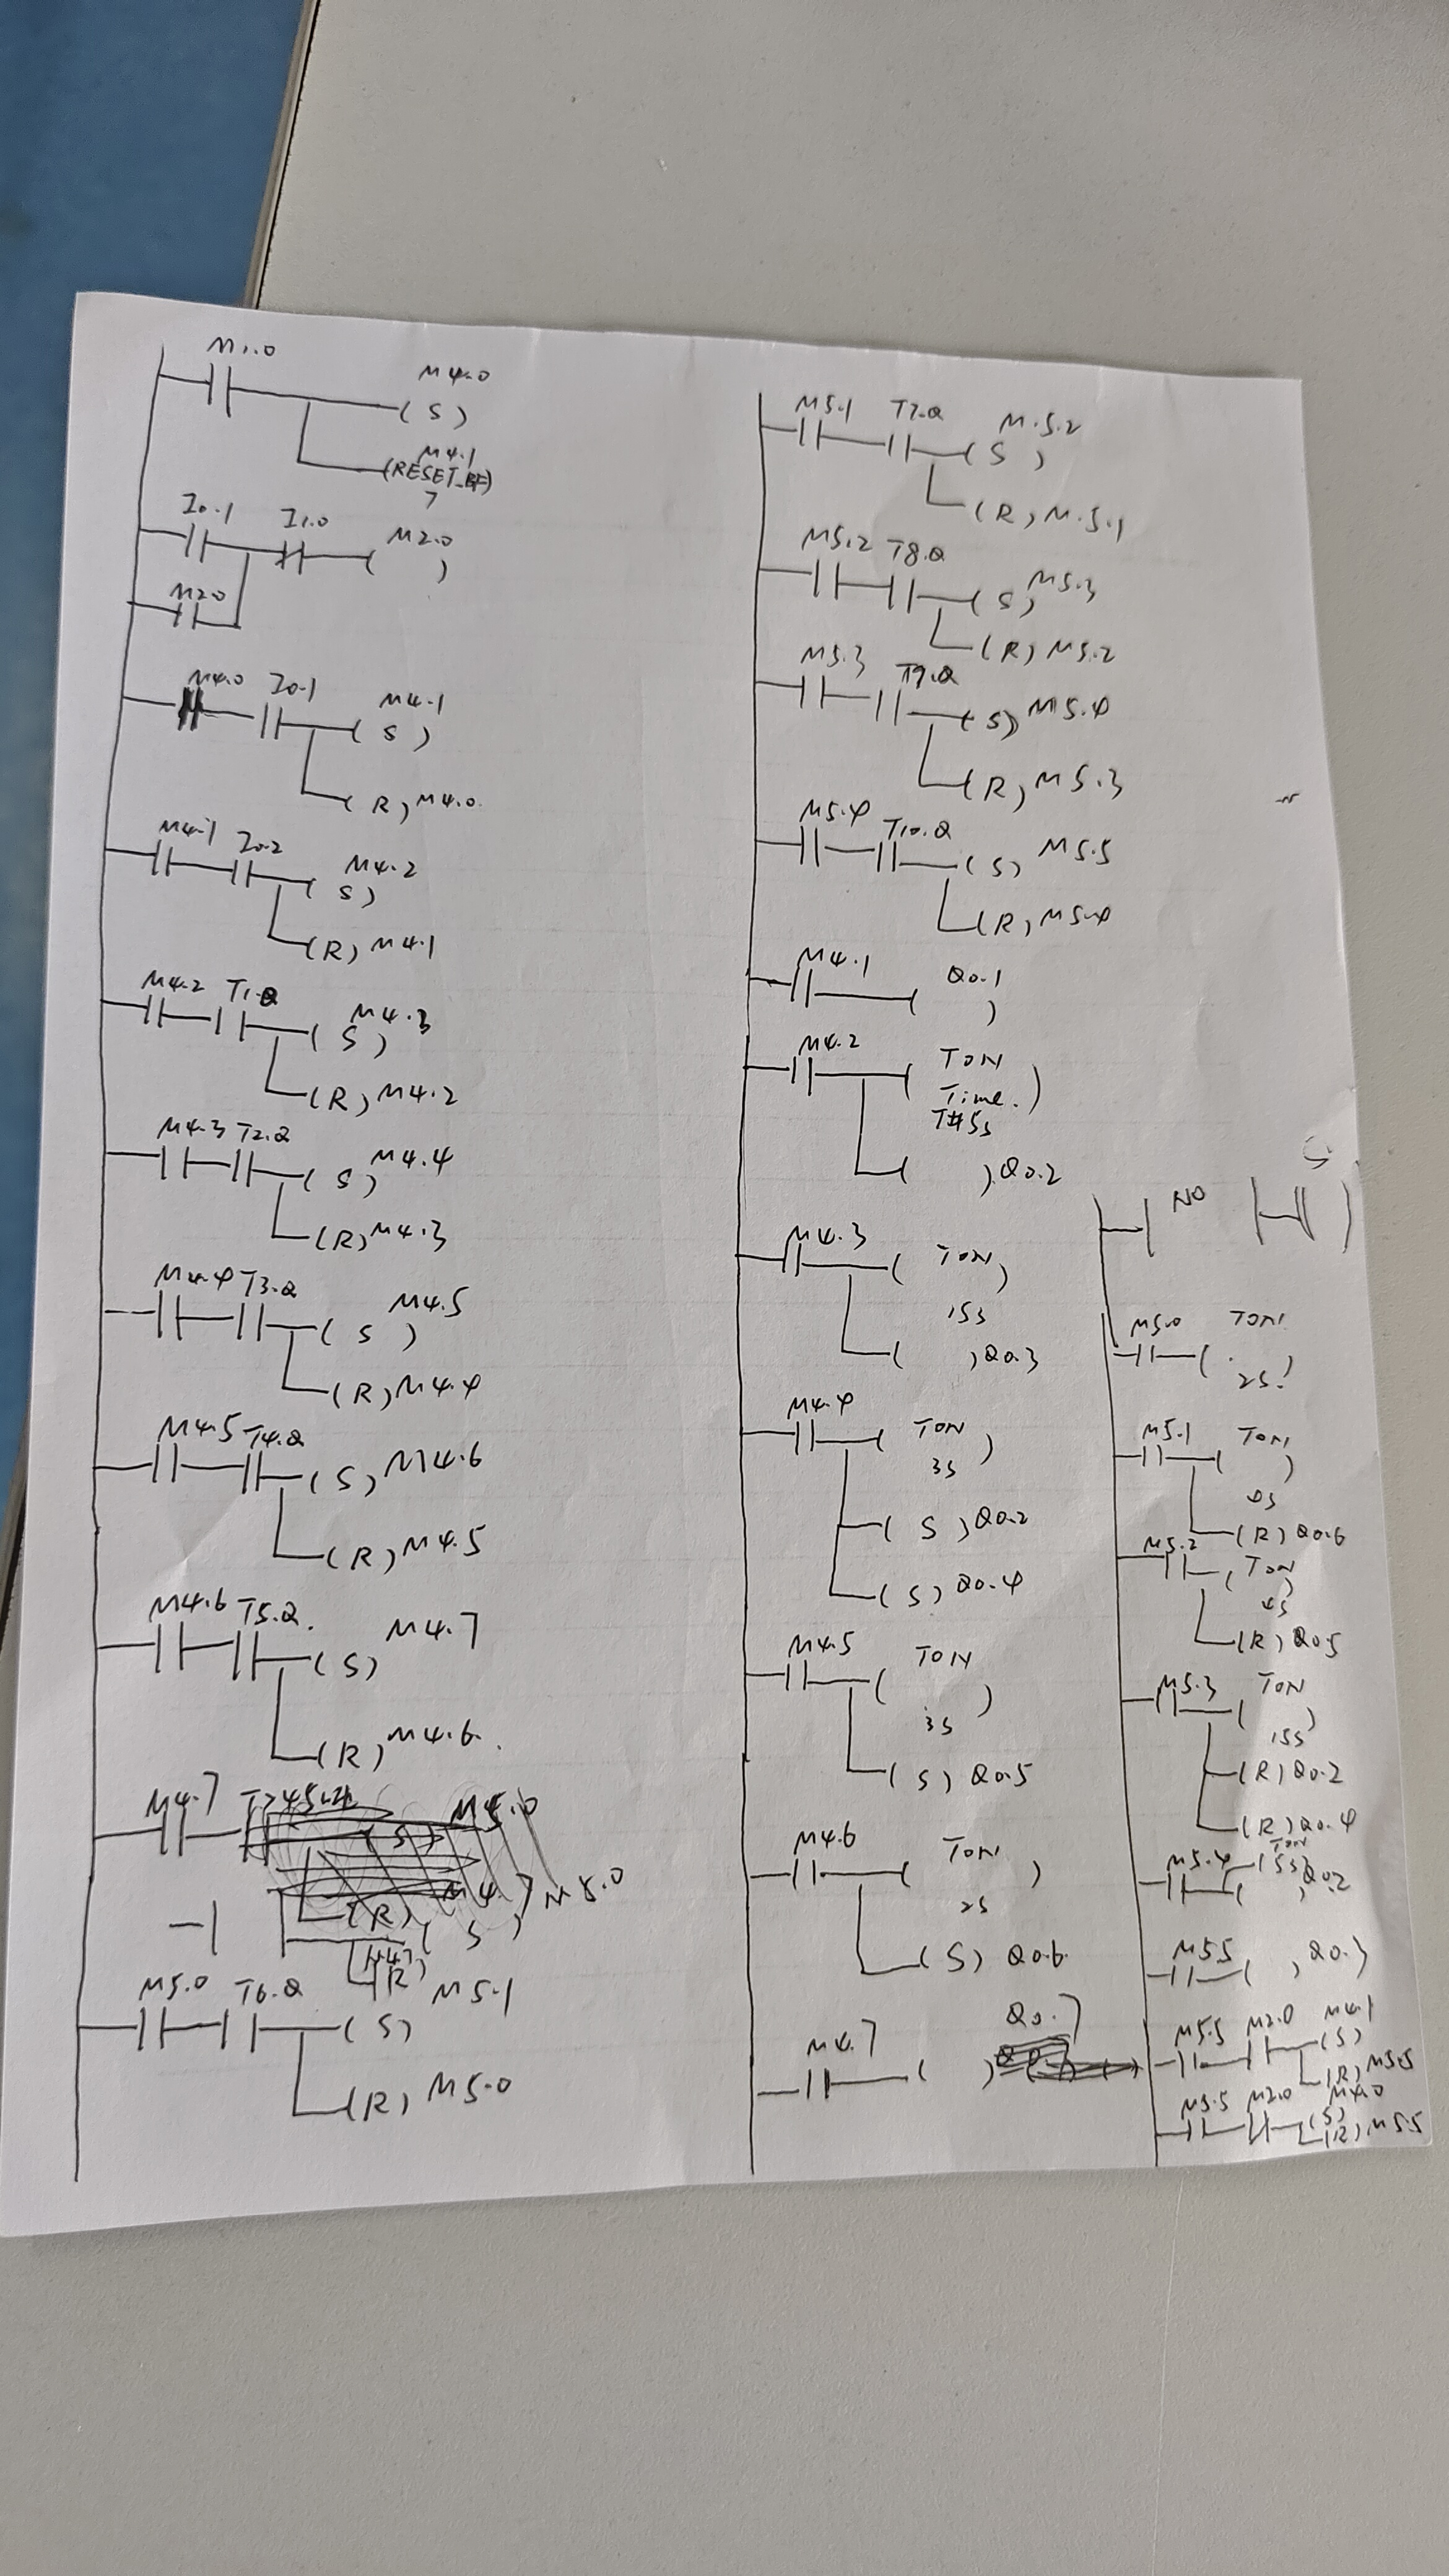 M1.0
M4.0
(S)
M4.1
(RESET_BF)
7
I0.1 I1.0 M2.0
( )
M2.0
M4.0 I0.1 M4.1
(S)
(R) M4.0
M4.1 I0.2 M4.2
(S)
(R) M4.1
M4.2 T1.Q M4.3
(S)
(R) M4.2
M4.3 T2.Q M4.4
(S)
(R) M4.3
M4.4 T3.Q M4.5
(S)
(R) M4.4
M4.5 T4.Q (S) M4.6
(R) M4.5
M4.6 T5.Q. M4.7
(S)
(R) M4.6.
M4.7
(S) M5.0
M4.7
(R)
M5.0 T6.Q M5.1
(S)
(R) M5.0
M5.1 T7.Q M.5.2
(S)
(R) M.5.1
M5.2 T8.Q (S) M5.3
(R) M5.2
M5.3 T9.Q (S) M5.4
(R) M5.3
M5.4 T10.Q (S) M5.5
(R) M5.4
M4.1 Q0.1
( )
M4.2 TON
(Time.)
T#5s
( ) Q0.2
M4.3 (TON)
15S
( ) Q0.3
M4.4 (TON)
3S
(S) Q0.2
(S) Q0.4
M4.5 (TON)
3S
(S) Q0.5
M4.6 (TON)
2S
(S) Q0.6
M4.7 Q0.7
( )
NO
M5.0 (TON)
2S
M5.1 (TON)
(R) Q0.6
M5.2 (TON)
4S
(R) Q0.5
M5.3 (TON)
15S
(R) Q0.2
(R) Q0.4
M5.4 TON
(5S)
( ) Q0.2
M5.5 ( ) Q0.3
M5.5 M2.0 M4.1
(S)
(R) M5.5
M5.5 M2.0 M4.0
(S)
(R) M5.5